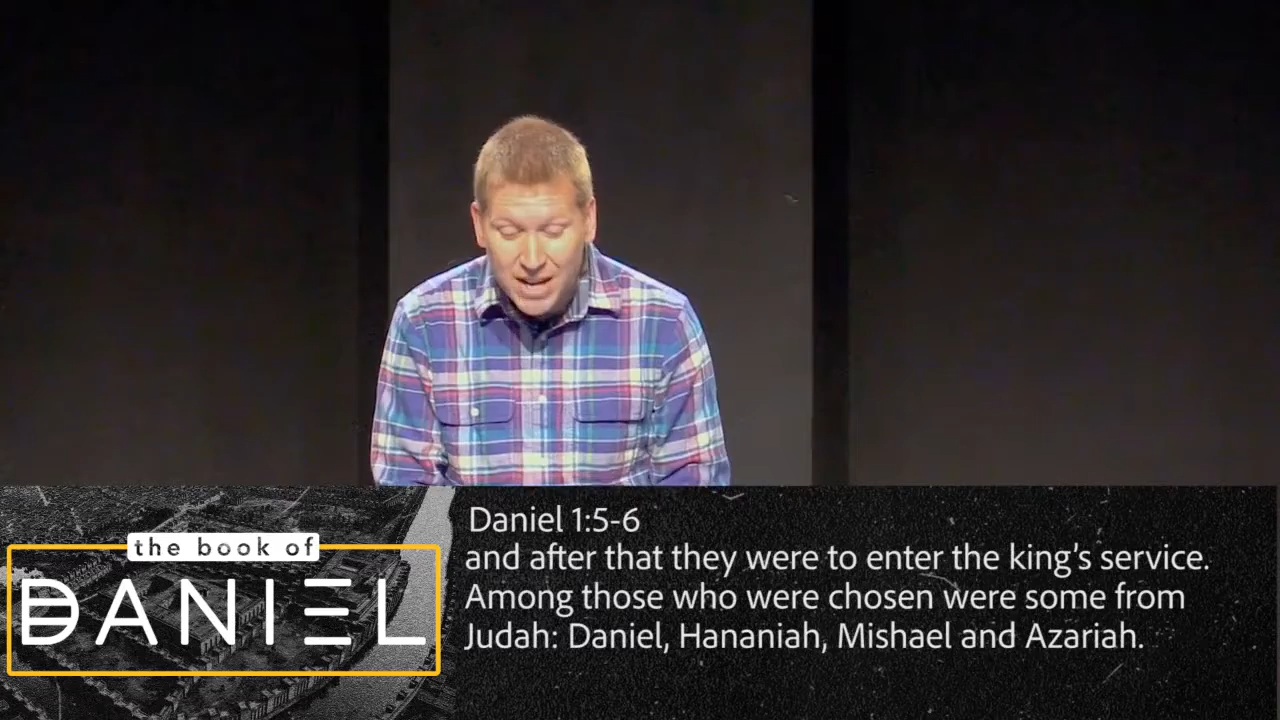 the book of
DANIEL
Daniel 1:5-6
and after that they were to enter the king's service.
Among those who were chosen were some from
Judah: Daniel, Hananiah, Mishael and Azariah.